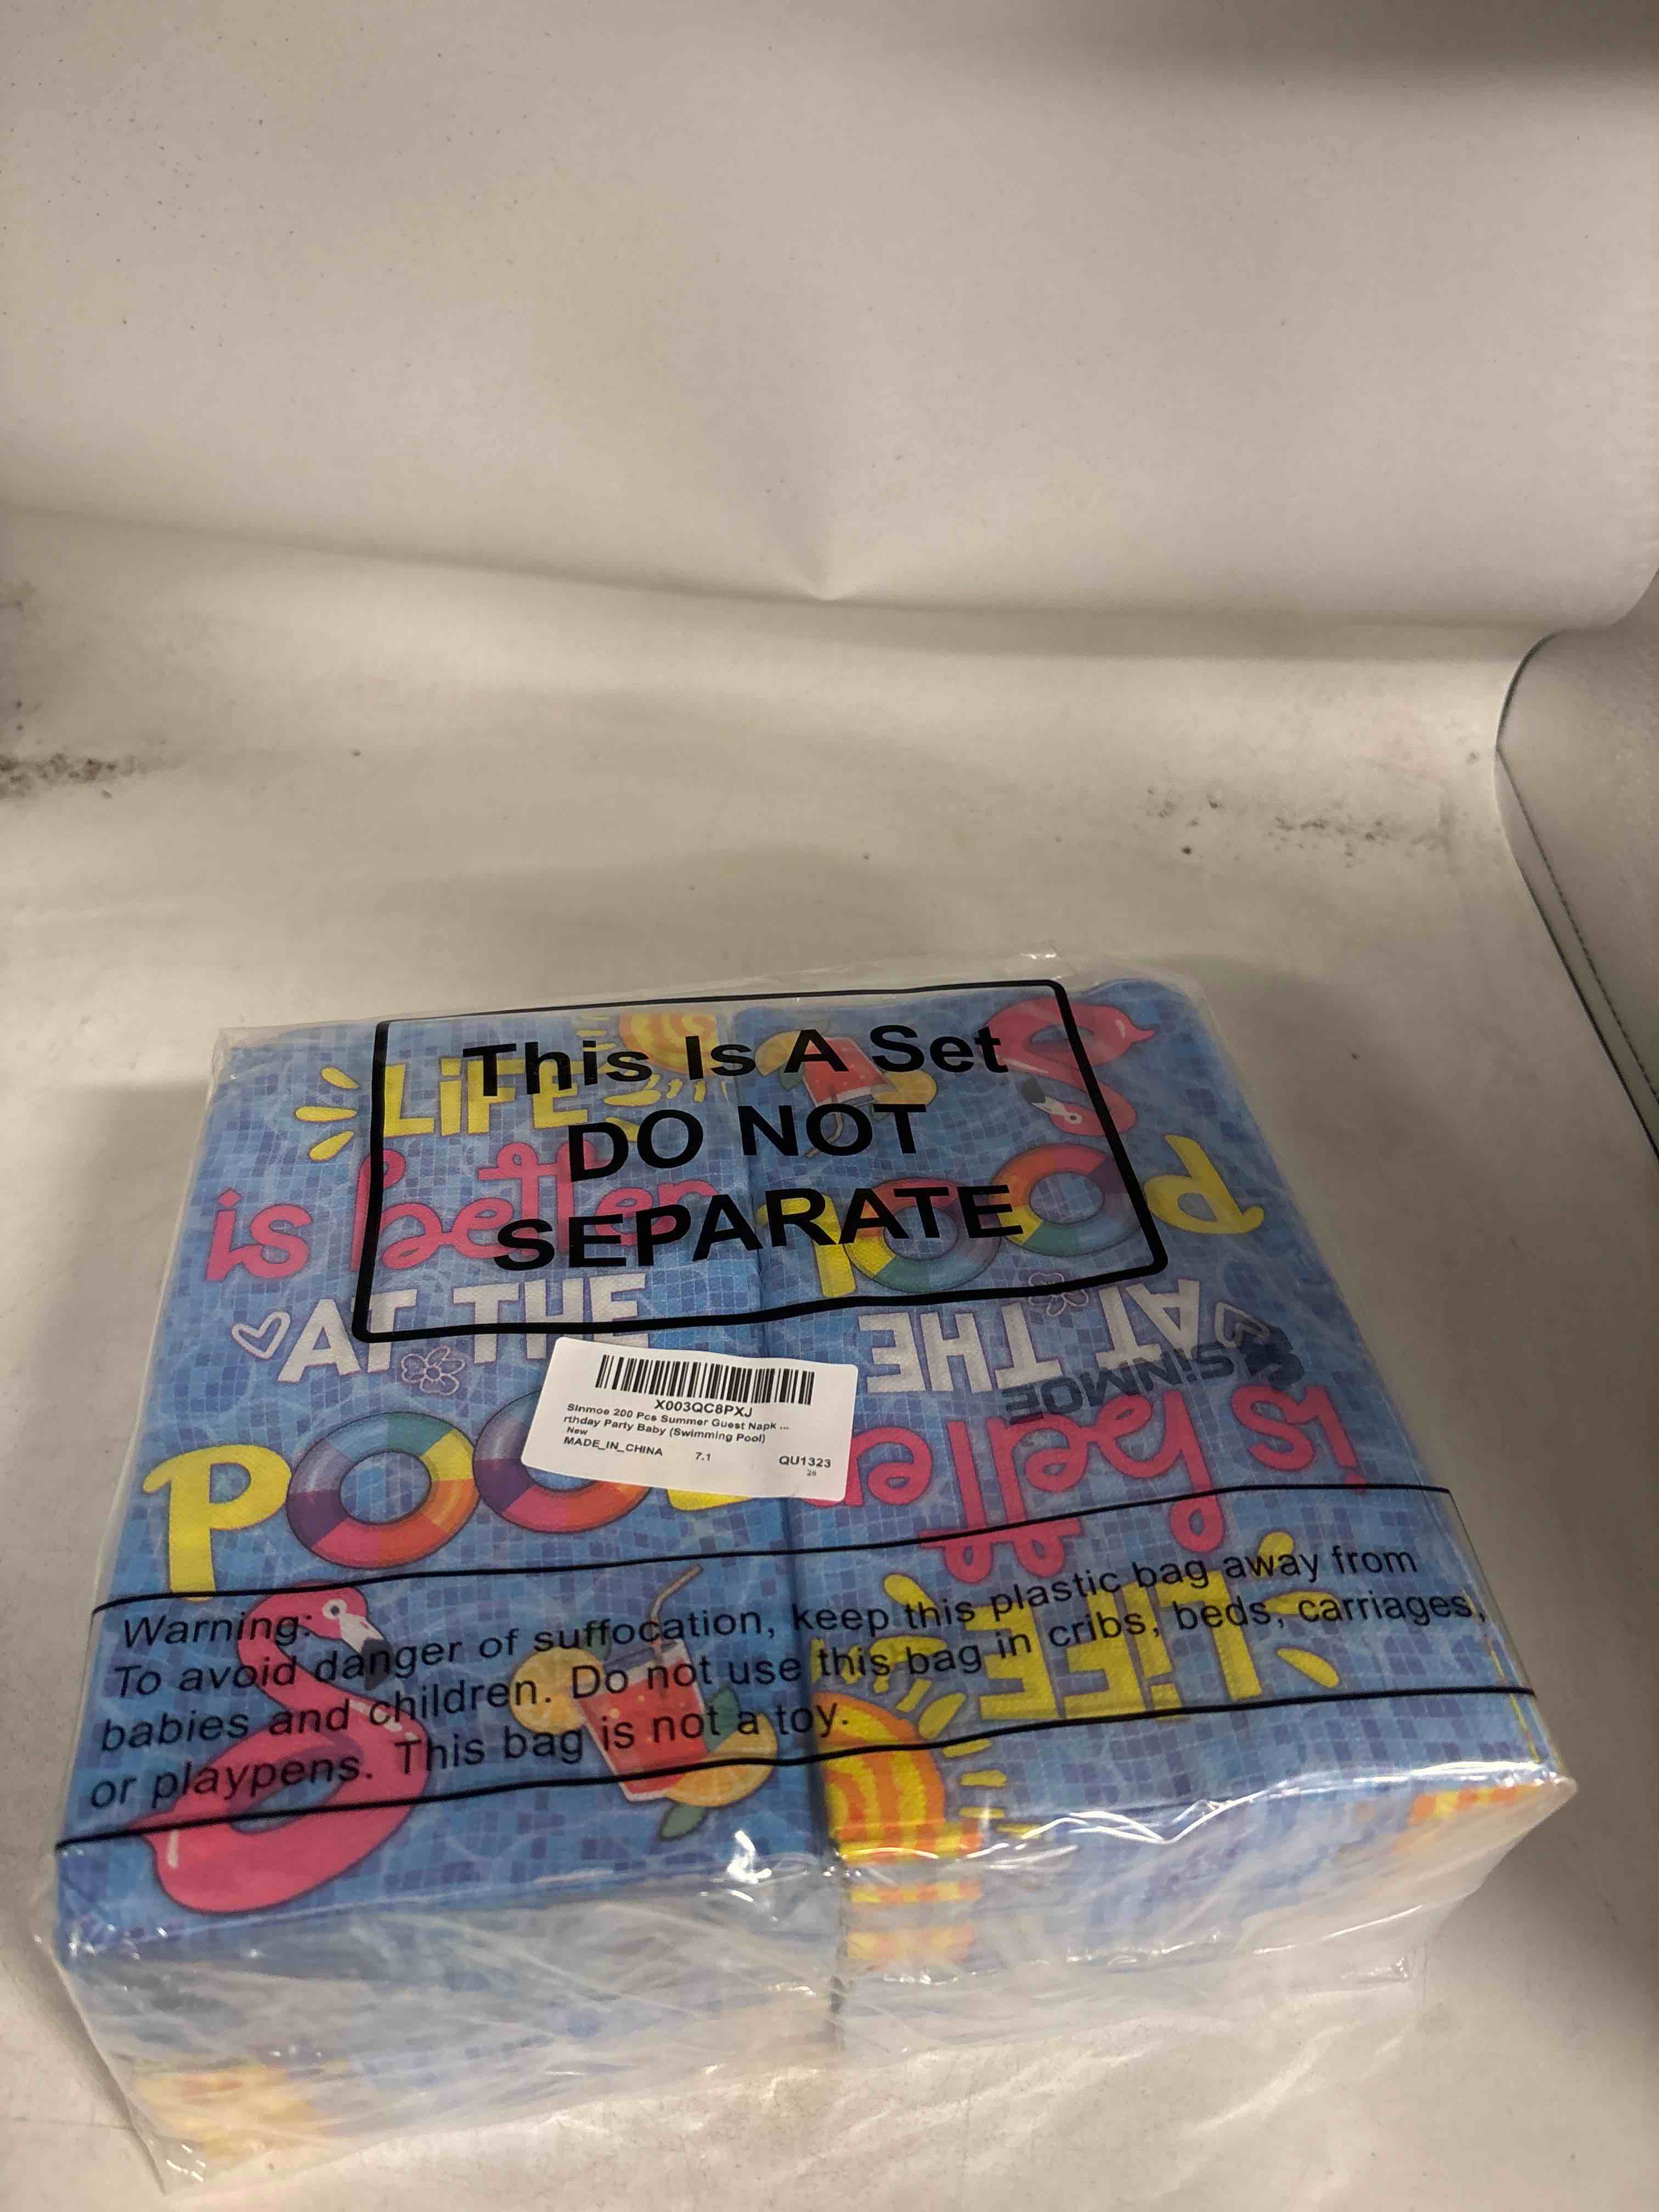 This Is A Set
DO NOT
SEPARATE
LiFE
is better
AT THE
POOL
POOL
AT THE
is better
LiFE
SiNMOE
X003QC8PXJ
Sinmoe 200 Pcs Summer Guest Napk ...
rthday Party Baby (Swimming Pool)
New
MADE_IN_CHINA 7.1 QU1323
26
Warning:
To avoid danger of suffocation, keep this plastic bag away from
babies and children. Do not use this bag in cribs, beds, carriages,
or playpens. This bag is not a toy.